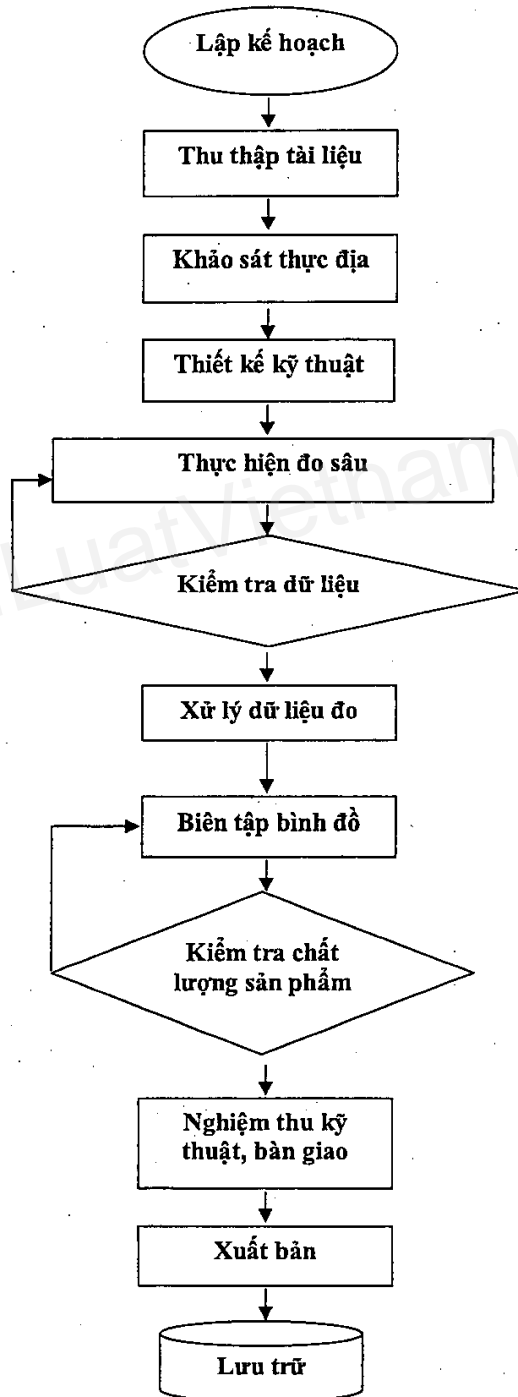 Lập kế hoạch
Thu thập tài liệu
Khảo sát thực địa
Thiết kế kỹ thuật
Thực hiện đo sâu
Kiểm tra dữ liệu
Xử lý dữ liệu đo
Biên tập bình đồ
Kiểm tra chất
lượng sản phẩm
Nghiệm thu kỹ
thuật, bàn giao
Xuất bản
Lưu trữ
LuatVietnam